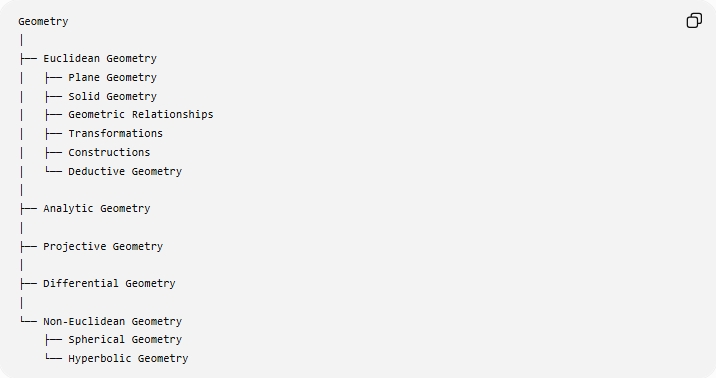 Geometry
│
├── Euclidean Geometry
│   ├── Plane Geometry
│   ├── Solid Geometry
│   ├── Geometric Relationships
│   ├── Transformations
│   ├── Constructions
│   └── Deductive Geometry
│
├── Analytic Geometry
│
├── Projective Geometry
│
├── Differential Geometry
│
└── Non-Euclidean Geometry
    ├── Spherical Geometry
    └── Hyperbolic Geometry